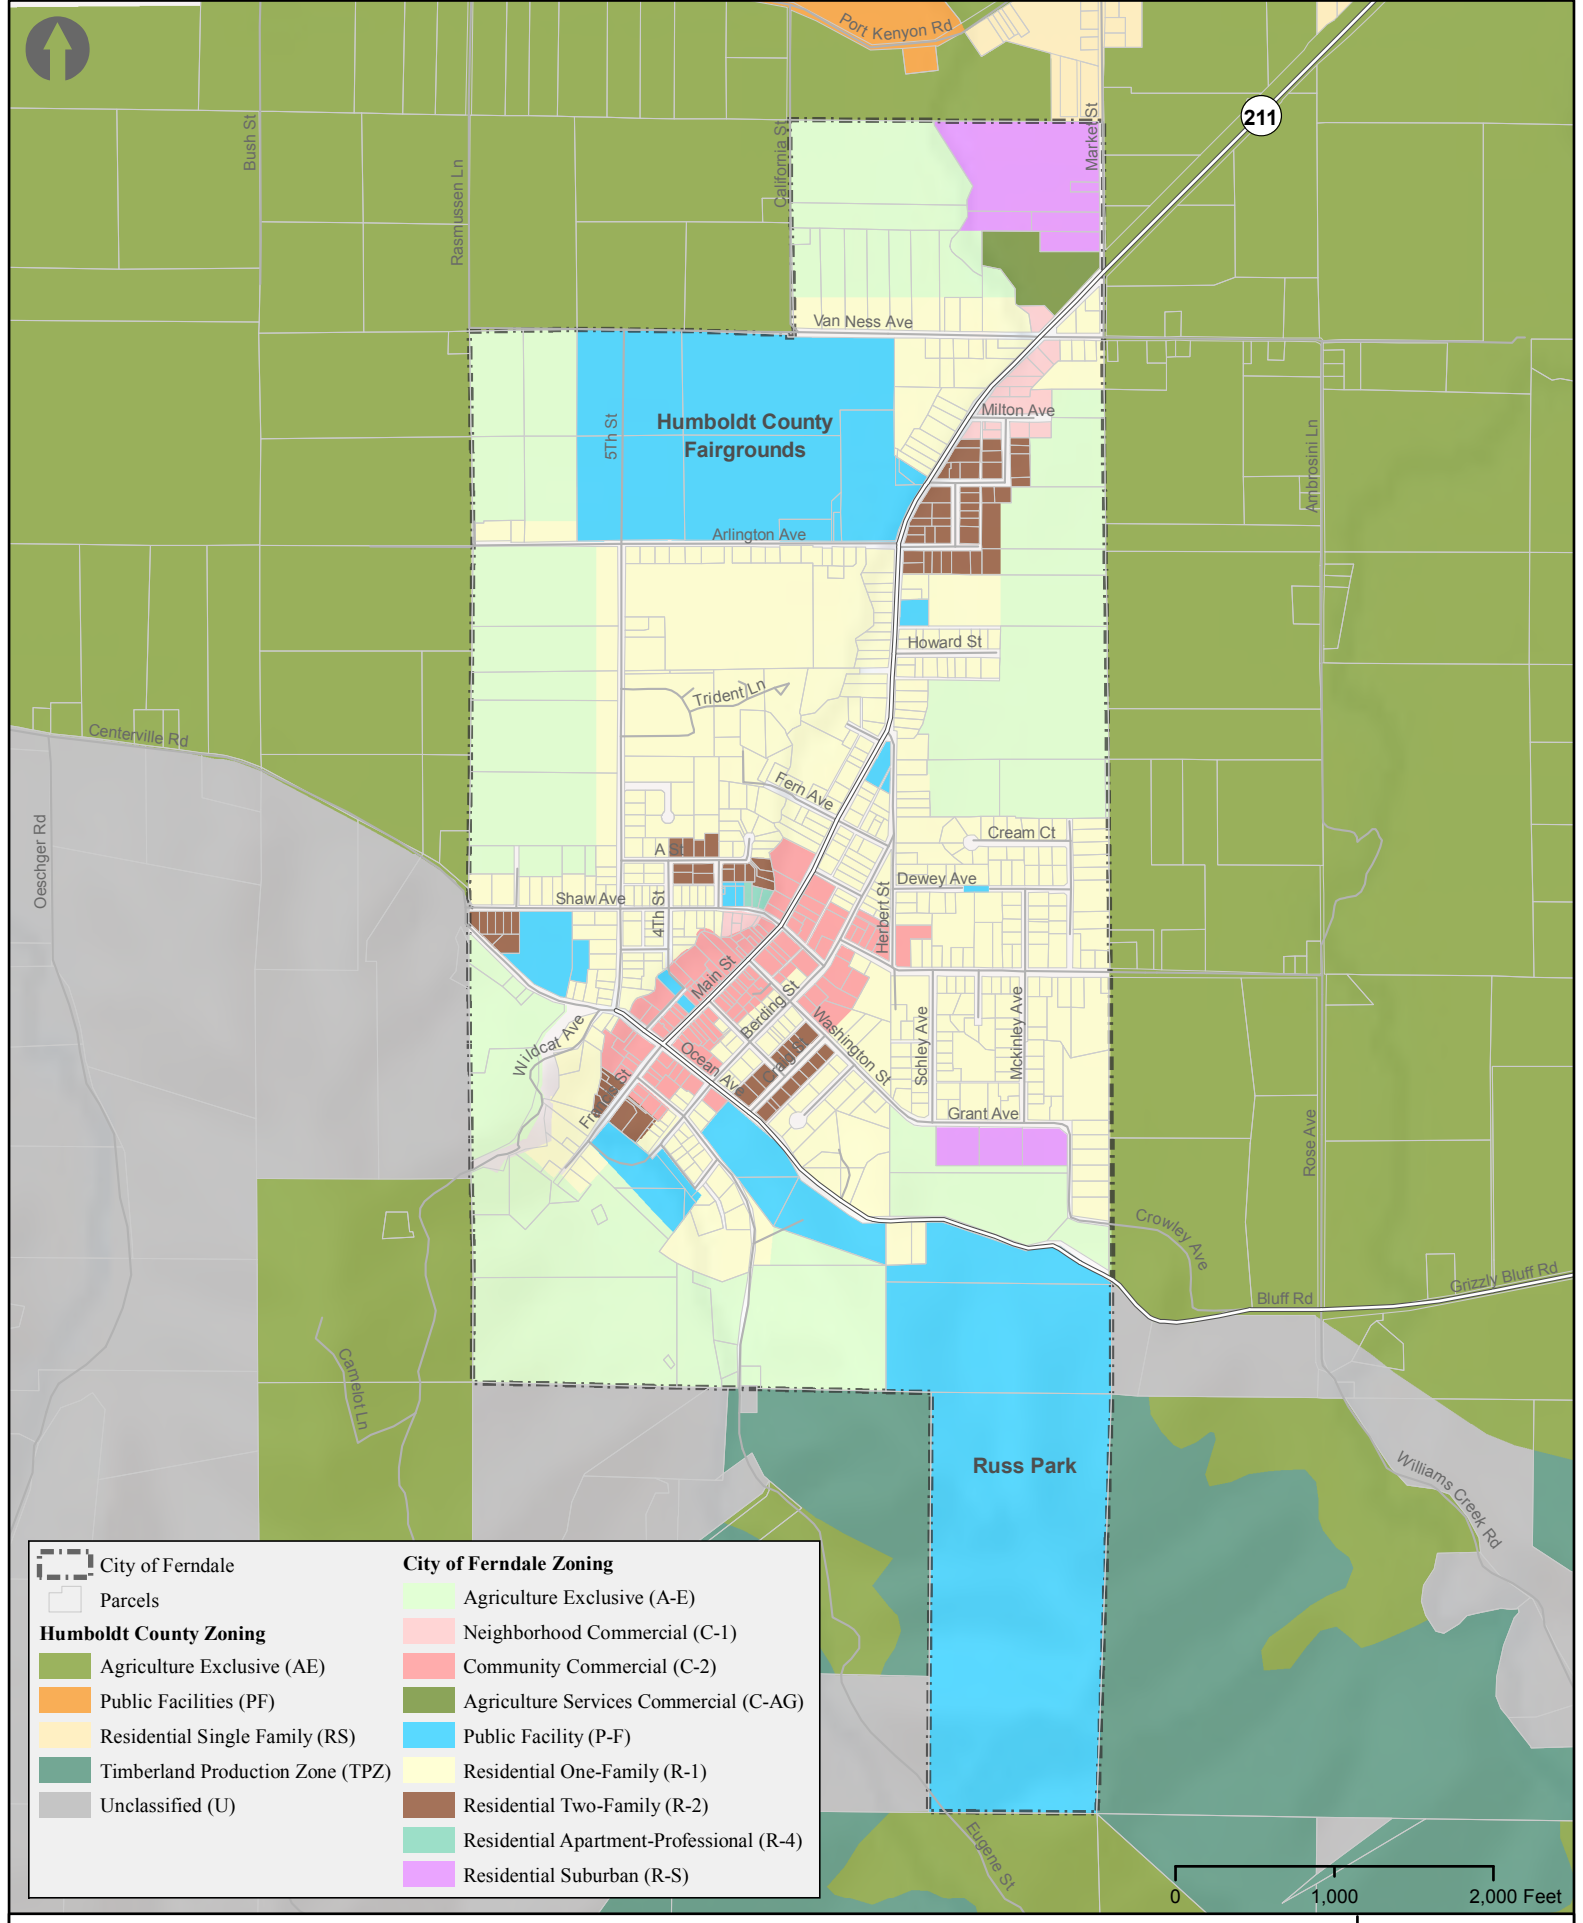 Port Kenyon Rd
211
Bush St
California St
Market St
Rasmussen Ln
Van Ness Ave
Humboldt County
Fairgrounds
5Th St
Milton Ave
Ambrosini Ln
Arlington Ave
Howard St
Trident Ln
Centerville Rd
Fern Ave
Oeschger Rd
Cream Ct
A St
Dewey Ave
Shaw Ave
4Th St
Herbert St
Main St
Berding St
Washington St
Wildcat Ave
Ocean Ave
Craig St
Schley Ave
Mckinley Ave
Francis St
Grant Ave
Rose Ave
Crowley Ave
Grizzly Bluff Rd
Bluff Rd
Camelot Ln
Russ Park
Williams Creek Rd
Eugene St
City of Ferndale
Parcels
Humboldt County Zoning
Agriculture Exclusive (AE)
Public Facilities (PF)
Residential Single Family (RS)
Timberland Production Zone (TPZ)
Unclassified (U)
City of Ferndale Zoning
Agriculture Exclusive (A-E)
Neighborhood Commercial (C-1)
Community Commercial (C-2)
Agriculture Services Commercial (C-AG)
Public Facility (P-F)
Residential One-Family (R-1)
Residential Two-Family (R-2)
Residential Apartment-Professional (R-4)
Residential Suburban (R-S)
0 1,000 2,000 Feet